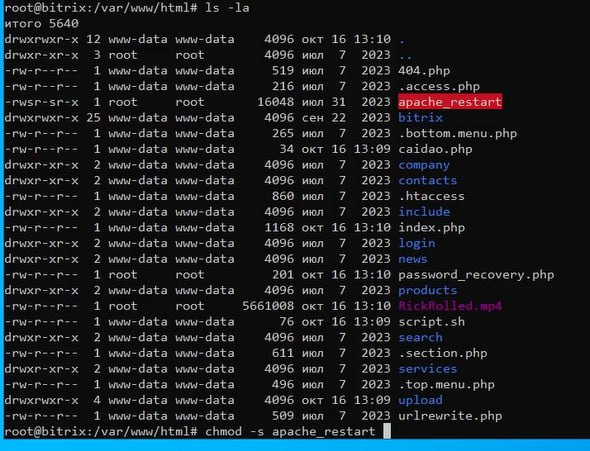 root@bitrix:/var/www/html# ls -la
итого 5640
drwxrwxr-x 12 www-data www-data 4096 окт 16 13:10 .
drwxr-xr-x 3 root root 4096 июл 7 2023 ..
-rw-r--r-- 1 www-data www-data 519 июл 7 2023 404.php
-rw-r--r-- 1 www-data www-data 216 июл 7 2023 .access.php
-rwsr-sr-x 1 root root 16048 июл 31 2023 apache_restart
drwxrwxr-x 25 www-data www-data 4096 сен 22 2023 bitrix
-rw-r--r-- 1 www-data www-data 265 июл 7 2023 .bottom.menu.php
-rw-r--r-- 1 www-data www-data 34 окт 16 13:09 caidao.php
drwxr-xr-x 2 www-data www-data 4096 июл 7 2023 company
drwxr-xr-x 2 www-data www-data 4096 июл 7 2023 contacts
-rw-r--r-- 1 www-data www-data 860 июл 7 2023 .htaccess
drwxr-xr-x 2 www-data www-data 4096 июл 7 2023 include
-rw-r--r-- 1 www-data www-data 1168 окт 16 13:10 index.php
drwxr-xr-x 2 www-data www-data 4096 июл 7 2023 login
drwxr-xr-x 2 www-data www-data 4096 июл 7 2023 news
-rw-r--r-- 1 root root 201 окт 16 13:10 password_recovery.php
drwxr-xr-x 2 www-data www-data 4096 июл 7 2023 products
-rw-r--r-- 1 root root 5661008 окт 16 13:10 RickRolled.mp4
-rw-r--r-- 1 www-data www-data 76 окт 16 13:09 script.sh
drwxr-xr-x 2 www-data www-data 4096 июл 7 2023 search
-rw-r--r-- 1 www-data www-data 611 июл 7 2023 .section.php
drwxr-xr-x 2 www-data www-data 4096 июл 7 2023 services
-rw-r--r-- 1 www-data www-data 496 июл 7 2023 .top.menu.php
drwxrwxr-x 4 www-data www-data 4096 окт 16 13:09 upload
-rw-r--r-- 1 www-data www-data 509 июл 7 2023 urlrewrite.php
root@bitrix:/var/www/html# chmod -s apache_restart